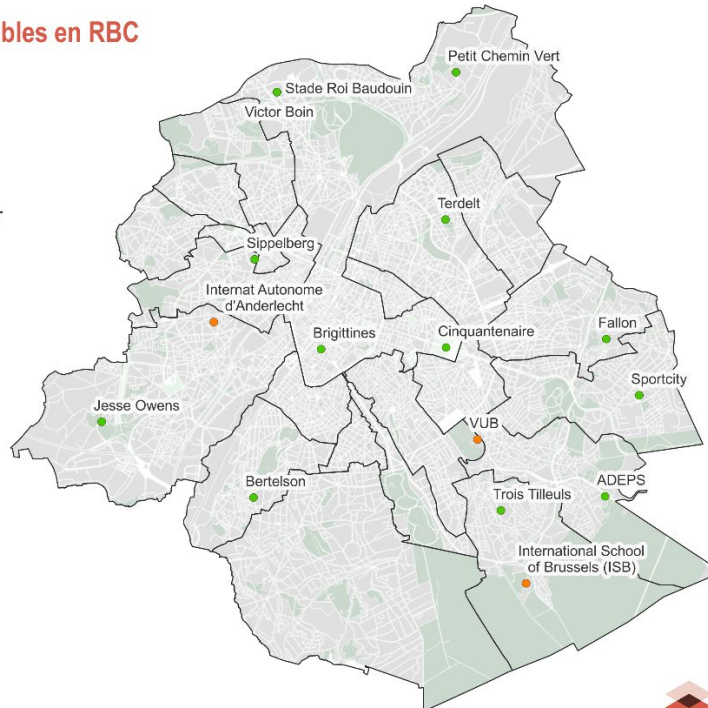 bles en RBC
Petit Chemin Vert
Stade Roi Baudouin
Victor Boin
Terdelt
Sippelberg
Internat Autonome
d'Anderlecht
Brigittines
Cinquantenaire
Fallon
Sportcity
Jesse Owens
VUB
Bertelson
Trois Tilleuls
ADEPS
International School
of Brussels (ISB)